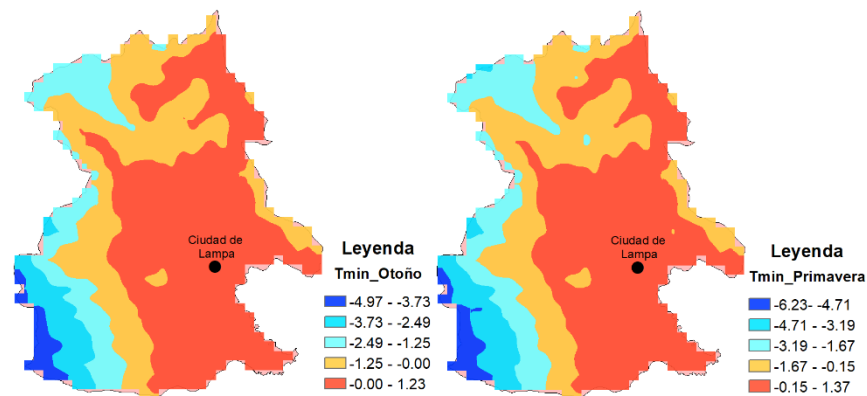 Ciudad de
Lampa
Leyenda
Tmin_Otoño
-4.97 - -3.73
-3.73 - -2.49
-2.49 - -1.25
-1.25 - -0.00
-0.00 - 1.23
Ciudad de
Lampa
Leyenda
Tmin_Primavera
-6.23- -4.71
-4.71 - -3.19
-3.19 - -1.67
-1.67 - -0.15
-0.15 - 1.37